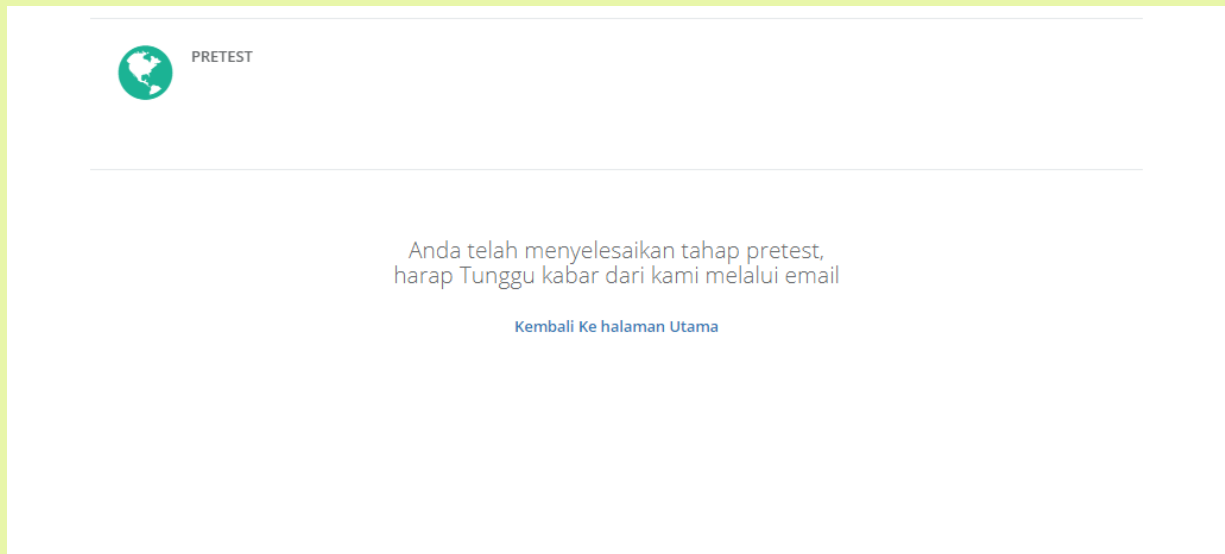 PRETEST
Anda telah menyelesaikan tahap pretest,
harap Tunggu kabar dari kami melalui email
Kembali Ke halaman Utama